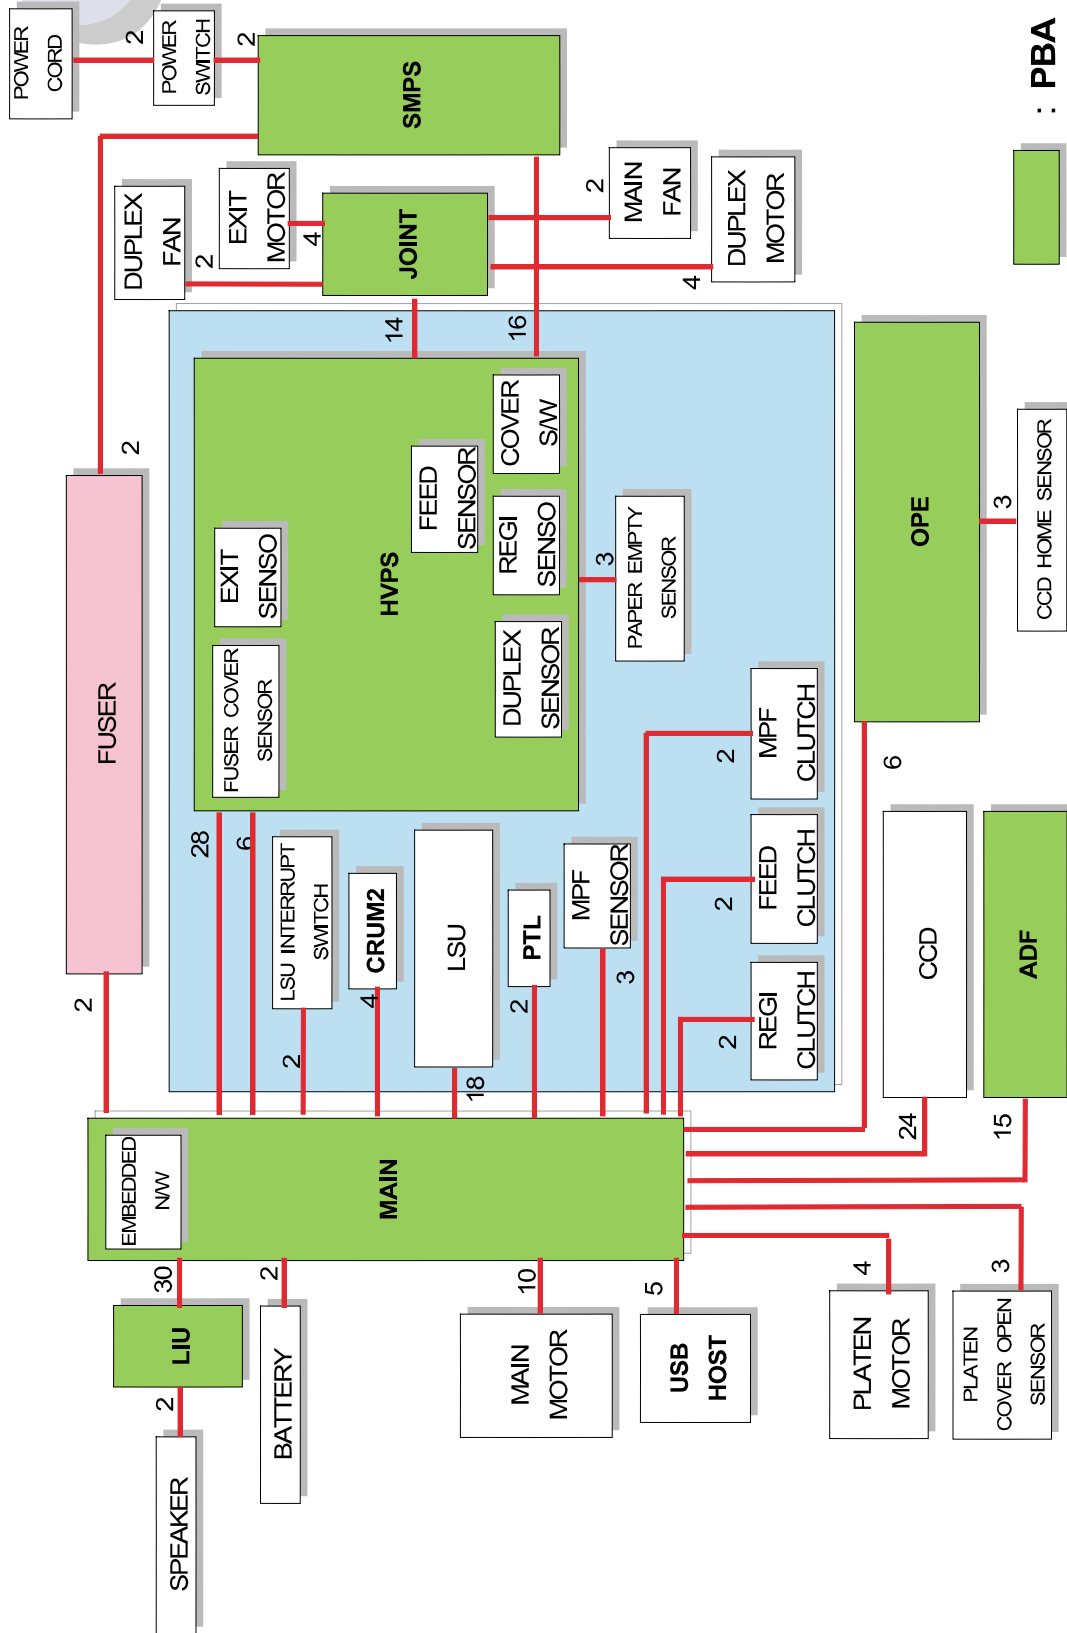 SPEAKER
2
LIU
30
EMBEDDED
N/W
BATTERY
2
MAIN
MAIN
MOTOR
10
USB
HOST
5
PLATEN
MOTOR
4
PLATEN
COVER OPEN
SENSOR
3
2
FUSER
2
28
6
LSU INTERRUPT
SWITCH
2
CRUM2
4
LSU
18
PTL
2
MPF
SENSOR
3
REGI
CLUTCH
2
FEED
CLUTCH
2
MPF
CLUTCH
2
FUSER COVER
SENSOR
EXIT
SENSO
HVPS
FEED
SENSOR
DUPLEX
SENSOR
REGI
SENSO
COVER
S/W
PAPER EMPTY
SENSOR
3
14
16
CCD
24
ADF
15
6
OPE
3
CCD HOME SENSOR
DUPLEX
FAN
2
EXIT
MOTOR
4
JOINT
MAIN
FAN
2
DUPLEX
MOTOR
4
SMPS
POWER
CORD
2
POWER
SWITCH
2
: PBA